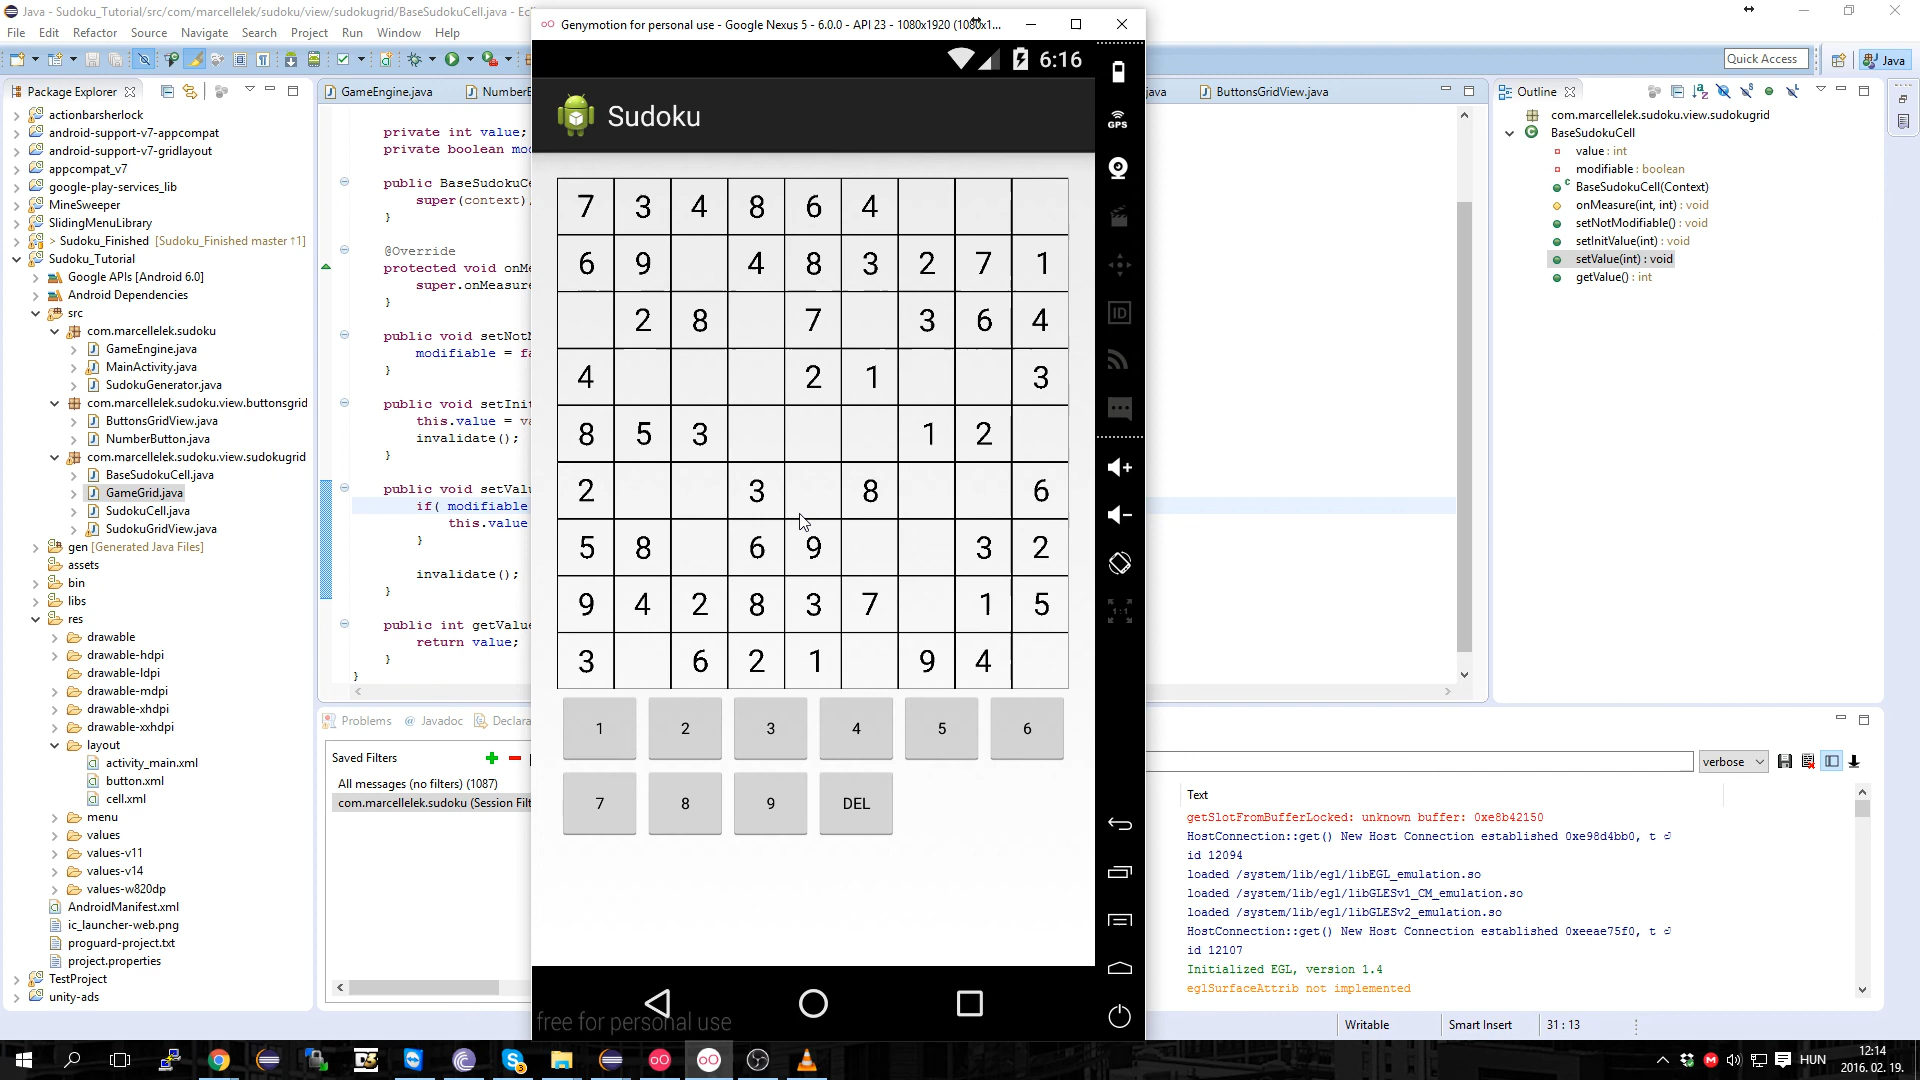 Java - Sudoku_Tutorial/src/com/marcellelek/sudoku/view/sudokugrid/BaseSudokuCell.java - Ec
File Edit Refactor Source Navigate Search Project Run Window Help
Quick Access
Java
Package Explorer
actionbarsherlock
android-support-v7-appcompat
android-support-v7-gridlayout
appcompat_v7
google-play-services_lib
MineSweeper
SlidingMenuLibrary
> Sudoku_Finished [Sudoku_Finished master ↑1]
Sudoku_Tutorial
Google APIs [Android 6.0]
Android Dependencies
src
com.marcellelek.sudoku
GameEngine.java
MainActivity.java
SudokuGenerator.java
com.marcellelek.sudoku.view.buttonsgrid
ButtonsGridView.java
NumberButton.java
com.marcellelek.sudoku.view.sudokugrid
BaseSudokuCell.java
GameGrid.java
SudokuCell.java
SudokuGridView.java
gen [Generated Java Files]
assets
bin
libs
res
drawable
drawable-hdpi
drawable-ldpi
drawable-mdpi
drawable-xhdpi
drawable-xxhdpi
layout
activity_main.xml
button.xml
cell.xml
menu
values
values-v11
values-v14
values-w820dp
AndroidManifest.xml
ic_launcher-web.png
proguard-project.txt
project.properties
TestProject
unity-ads
GameEngine.java NumberE
private int value;
private boolean mod
public BaseSudokuCe
super(context)
}
@Override
protected void onMe
super.onMeasure
}
public void setNotM
modifiable = fa
}
public void setInit
this.value = va
invalidate();
}
public void setValu
if( modifiable
this.value
}
invalidate();
}
public int getValue
return value;
}
}
Problems @ Javadoc Declara
Saved Filters
All messages (no filters) (1087)
com.marcellelek.sudoku (Session Filt
Genymotion for personal use - Google Nexus 5 - 6.0.0 - API 23 - 1080x1920 (1080x1...
6:16
Sudoku
7 3 4 8 6 4
6 9 4 8 3 2 7 1
2 8 7 3 6 4
4 2 1 3
8 5 3 1 2
2 3 8 6
5 8 6 9 3 2
9 4 2 8 3 7 1 5
3 6 2 1 9 4
1 2 3 4 5 6
7 8 9 DEL
free for personal use
GPS
ID
1:1
java
ButtonsGridView.java
Outline
com.marcellelek.sudoku.view.sudokugrid
BaseSudokuCell
value : int
modifiable : boolean
BaseSudokuCell(Context)
onMeasure(int, int) : void
setNotModifiable() : void
setInitValue(int) : void
setValue(int) : void
getValue() : int
verbose
Text
getSlotFromBufferLocked: unknown buffer: 0xe8b42150
HostConnection::get() New Host Connection established 0xe98d4bb0, t
id 12094
loaded /system/lib/egl/libEGL_emulation.so
loaded /system/lib/egl/libGLESv1_CM_emulation.so
loaded /system/lib/egl/libGLESv2_emulation.so
HostConnection::get() New Host Connection established 0xeeae75f0, t
id 12107
Initialized EGL, version 1.4
eglSurfaceAttrib not implemented
Writable Smart Insert 31 : 13
D3
3
HUN
12:14
2016. 02. 19.